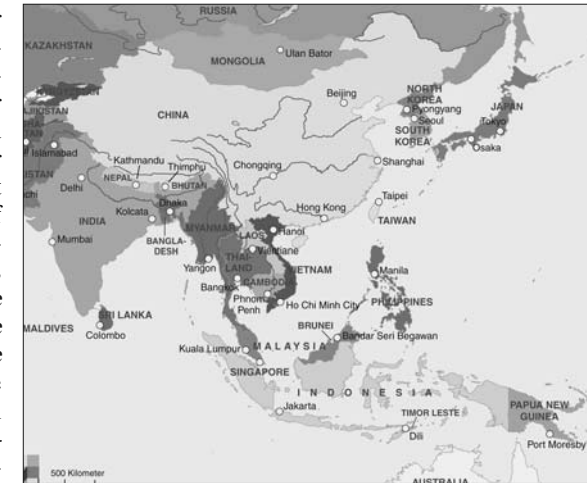 RUSSIA
KAZAKHSTAN
Ulan Bator
MONGOLIA
Beijing
NORTH
KOREA
Pyongyang
Seoul
JAPAN
Tokyo
SOUTH
KOREA
Osaka
CHINA
Islamabad
Kathmandu
Thimphu
Chongqing
Shanghai
NEPAL
BHUTAN
Delhi
Dhaka
Taipei
Hong Kong
TAIWAN
INDIA
Kolcata
MYANMAR
LAOS
Hanoi
Mumbai
BANGLA-
DESH
Vientiane
Yangon
THAI-
LAND
VIETNAM
Manila
Bangkok
CAMBODIA
Phnom
Penh
Ho Chi Minh City
PHILIPPINES
SRI LANKA
Colombo
MALDIVES
BRUNEI
Bandar Seri Begawan
Kuala Lumpur
MALAYSIA
SINGAPORE
INDONESIA
Jakarta
TIMOR LESTE
Dili
PAPUA NEW
GUINEA
Port Moresby
500 Kilometer
AUSTRALIA